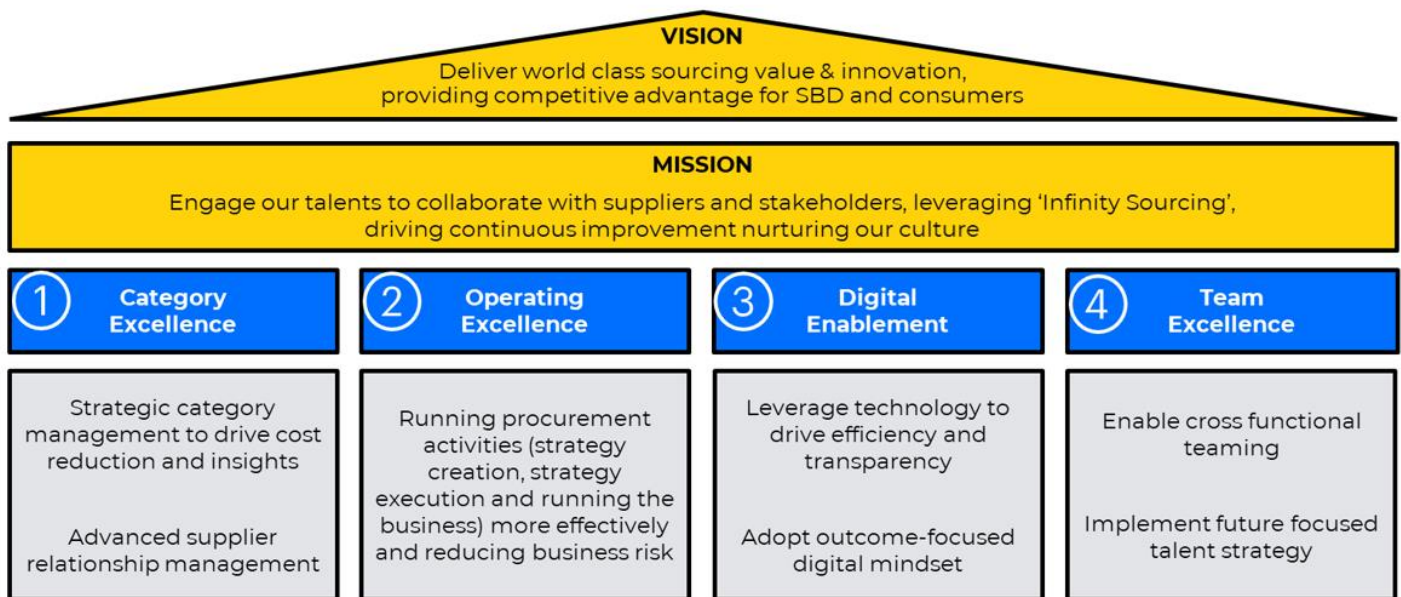 VISION
Deliver world class sourcing value & innovation,
providing competitive advantage for SBD and consumers
MISSION
Engage our talents to collaborate with suppliers and stakeholders, leveraging ‘Infinity Sourcing’,
driving continuous improvement nurturing our culture
1
Category
Excellence
Strategic category
management to drive cost
reduction and insights
Advanced supplier
relationship management
2
Operating
Excellence
Running procurement
activities (strategy
creation, strategy
execution and running the
business) more effectively
and reducing business risk
3
Digital
Enablement
Leverage technology to
drive efficiency and
transparency
Adopt outcome-focused
digital mindset
4
Team
Excellence
Enable cross functional
teaming
Implement future focused
talent strategy